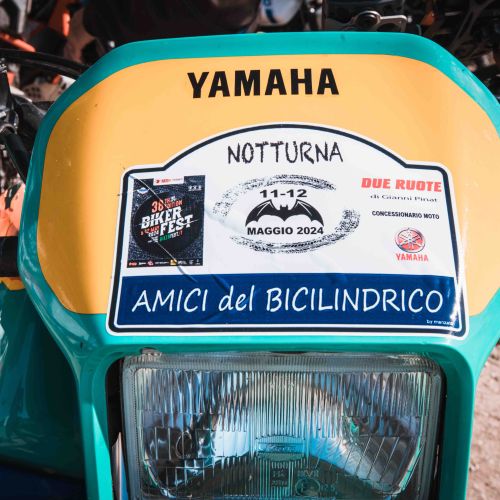 YAMAHA
NOTTURNA
11-12
MAGGIO 2024
DUE RUOTE
di Gianni Pinat
CONCESSIONARIO MOTO
YAMAHA
BIKER
FEST
AMICI del BICILINDRICO